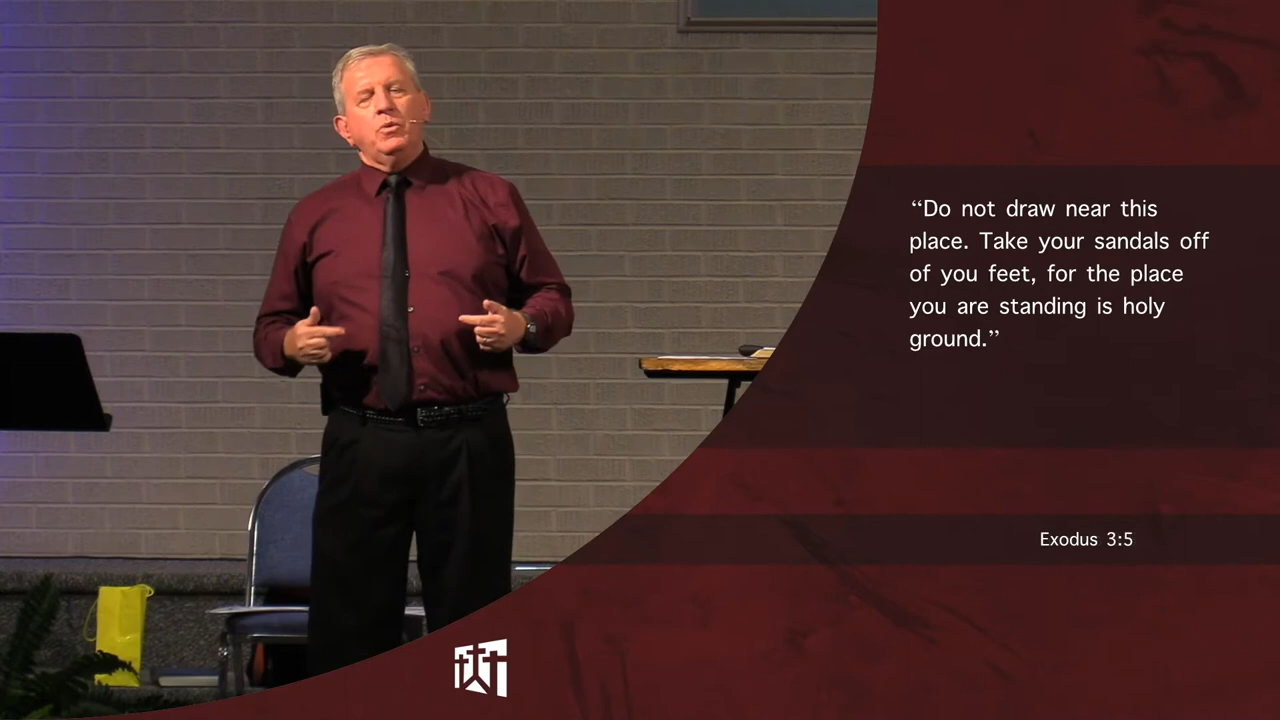 “Do not draw near this
place. Take your sandals off
of you feet, for the place
you are standing is holy
ground.”
Exodus 3:5